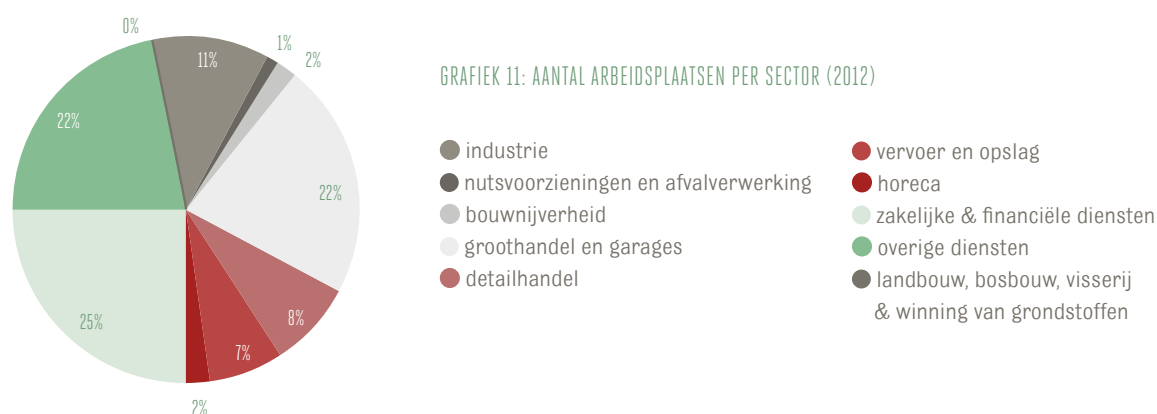 0%
11%
1%
2%
22%
22%
25%
8%
7%
2%
GRAFIEK 11: AANTAL ARBEIDSPLAATSEN PER SECTOR (2012)
industrie
nutsvoorzieningen en afvalverwerking
bouwnijverheid
groothandel en garages
detailhandel
vervoer en opslag
horeca
zakelijke & financiële diensten
overige diensten
landbouw, bosbouw, visserij
& winning van grondstoffen